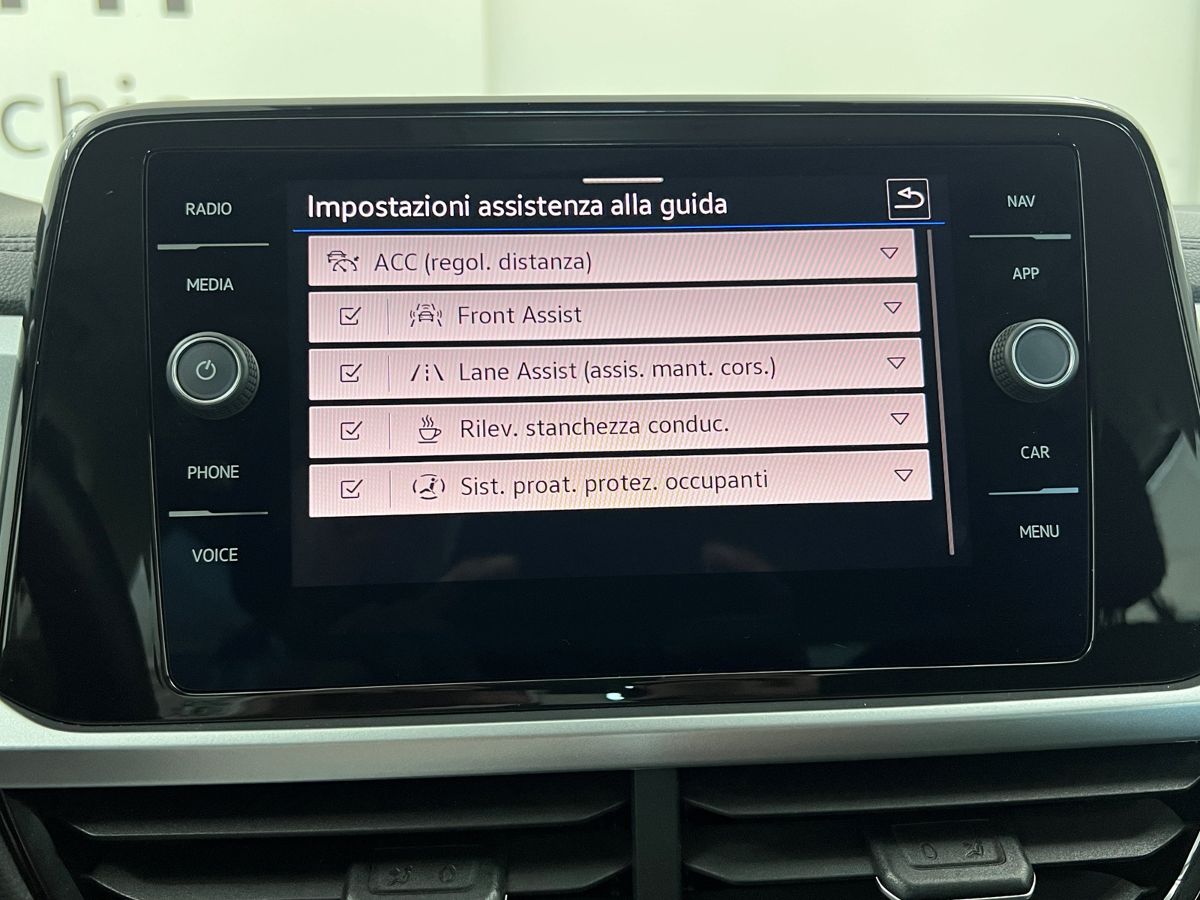 RADIO
MEDIA
PHONE
VOICE
Impostazioni assistenza alla guida
ACC (regol. distanza)
Front Assist
Lane Assist (assis. mant. cors.)
Rilev. stanchezza conduc.
Sist. proat. protez. occupanti
NAV
APP
CAR
MENU